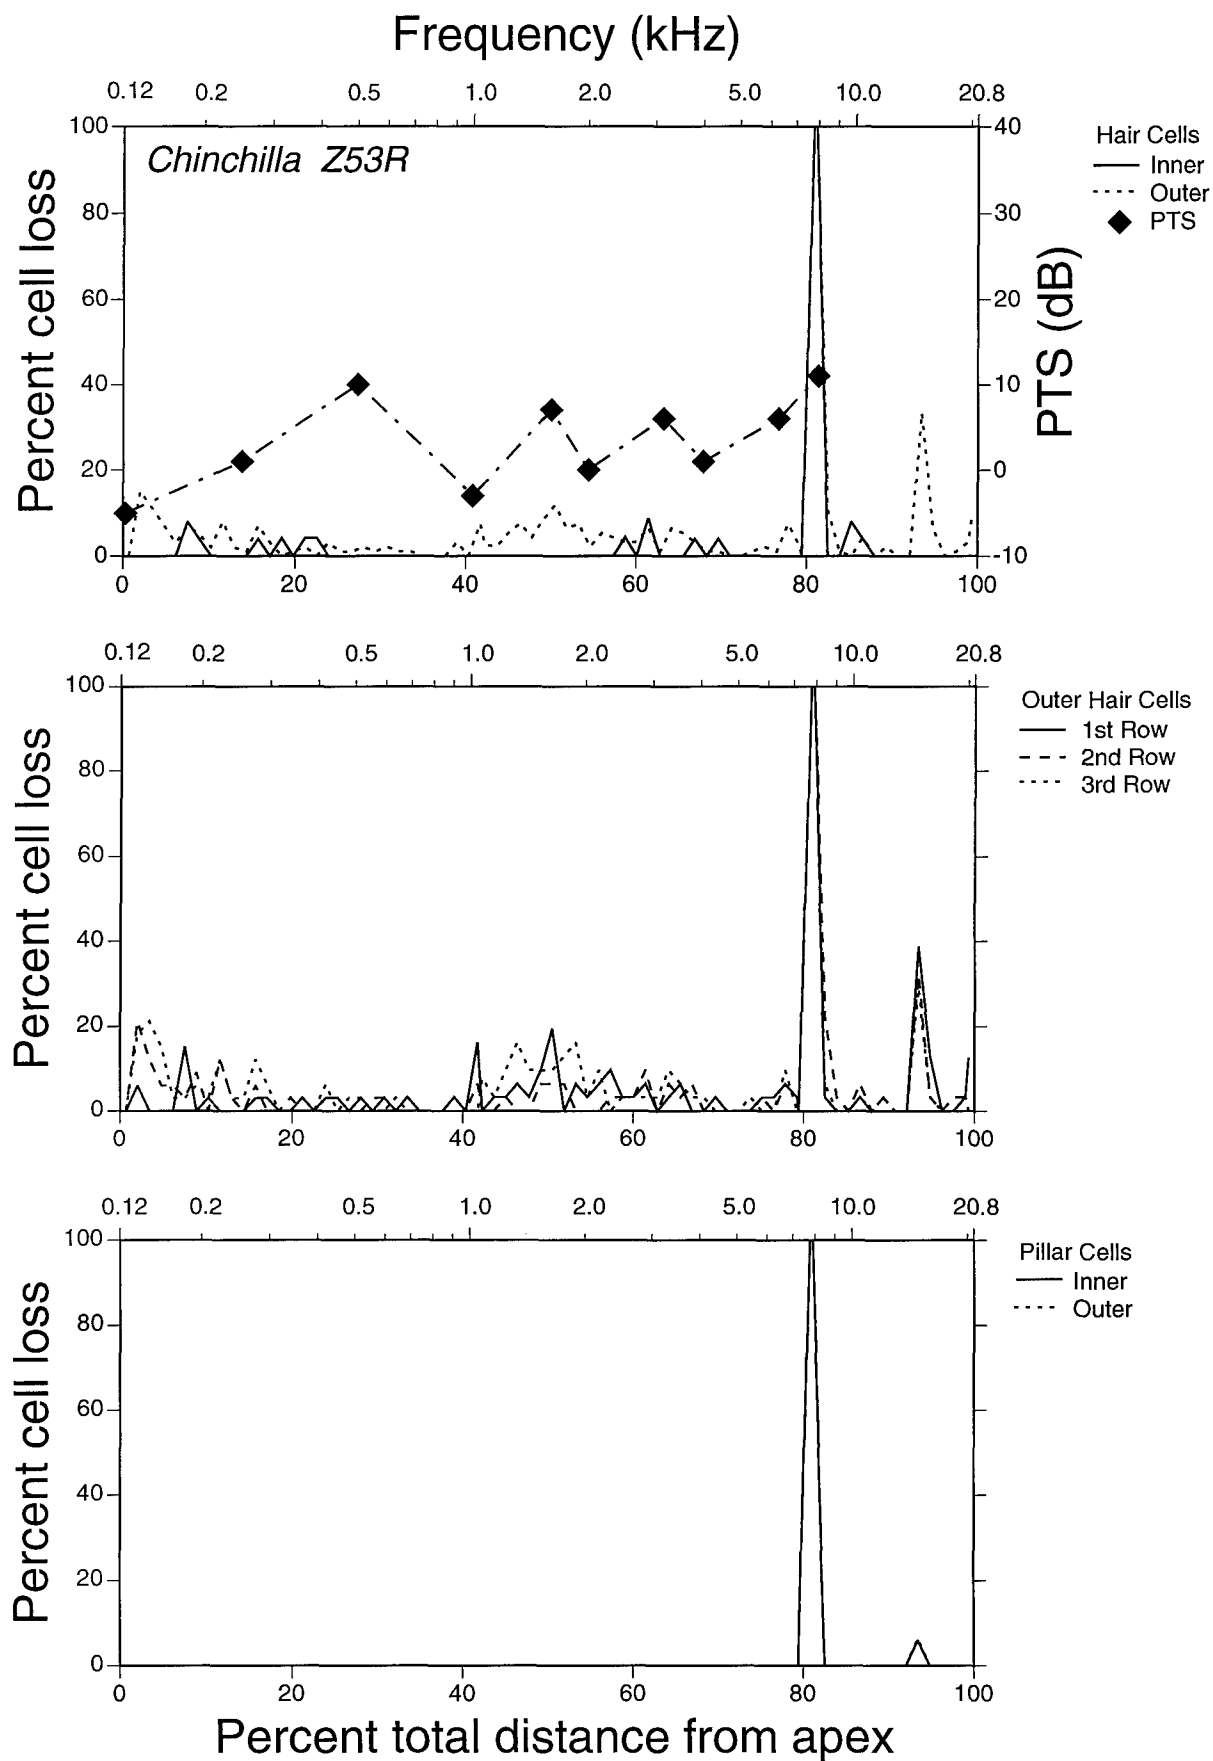 Frequency (kHz)
0.12 0.2 0.5 1.0 2.0 5.0 10.0 20.8
Chinchilla Z53R
Percent cell loss
100
80
60
40
20
0
40
30
20
10
0
-10
PTS (dB)
0 20 40 60 80 100
Hair Cells
Inner
Outer
PTS
0.12 0.2 0.5 1.0 2.0 5.0 10.0 20.8
Percent cell loss
100
80
60
40
20
0
0 20 40 60 80 100
Outer Hair Cells
1st Row
2nd Row
3rd Row
0.12 0.2 0.5 1.0 2.0 5.0 10.0 20.8
Percent cell loss
100
80
60
40
20
0
0 20 40 60 80 100
Pillar Cells
Inner
Outer
Percent total distance from apex